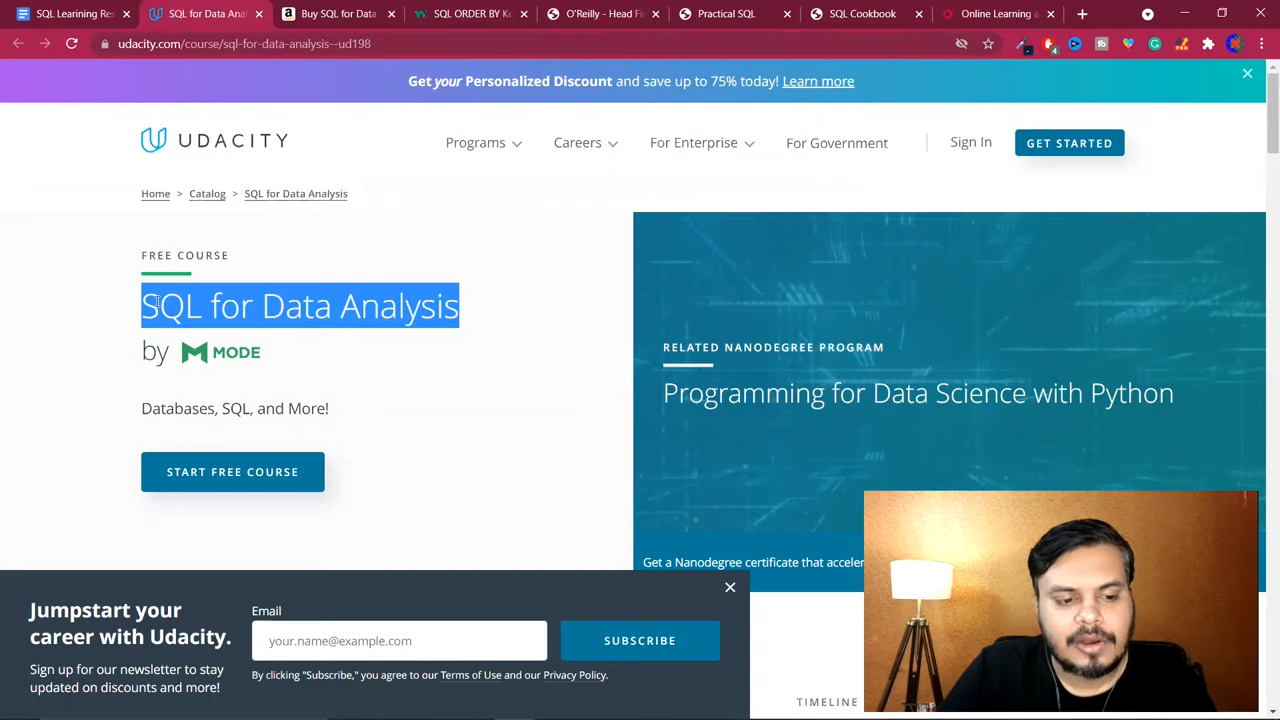 SQL Learning Res
SQL for Data Anal
Buy SQL for Data
SQL ORDER BY Ke
O'Reilly - Head Fi
Practical SQL
SQL Cookbook
Online Learning a
udacity.com/course/sql-for-data-analysis--ud198
4
Get your Personalized Discount and save up to 75% today! Learn more
UDACITY
Programs
Careers
For Enterprise
For Government
Sign In
GET STARTED
Home > Catalog > SQL for Data Analysis
FREE COURSE
SQL for Data Analysis
by MODE
Databases, SQL, and More!
START FREE COURSE
RELATED NANODEGREE PROGRAM
Programming for Data Science with Python
Get a Nanodegree certificate that acceler
Jumpstart your
career with Udacity.
Sign up for our newsletter to stay
updated on discounts and more!
Email
your.name@example.com
SUBSCRIBE
By clicking "Subscribe," you agree to our Terms of Use and our Privacy Policy.
TIMELINE